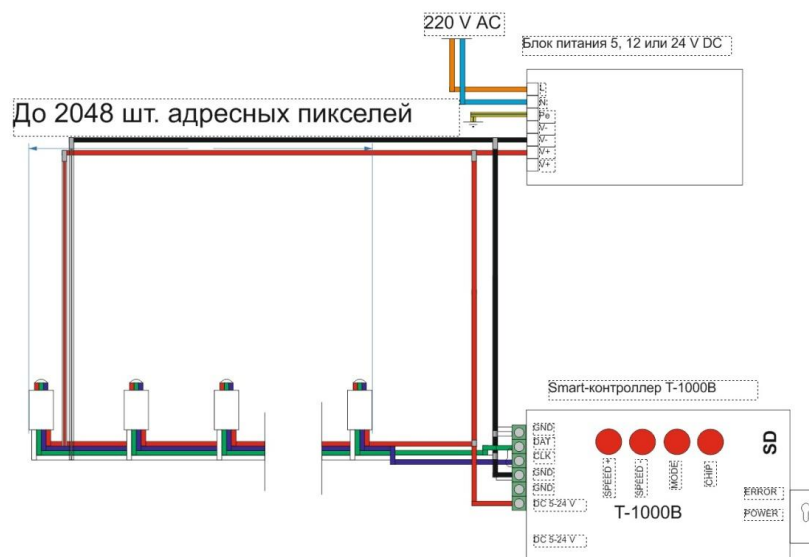 220 V AC
Блок питания 5, 12 или 24 V DC
До 2048 шт. адресных пикселей
L
N
Pe
V-
V-
V+
V+
Smart-контроллер Т-1000В
GND
DAT
CLK
GND
GND
DC 5-24 V
DC 5-24 V
SPEED +
SPEED -
MODE
CHIP
SD
ERROR
POWER
T-1000B